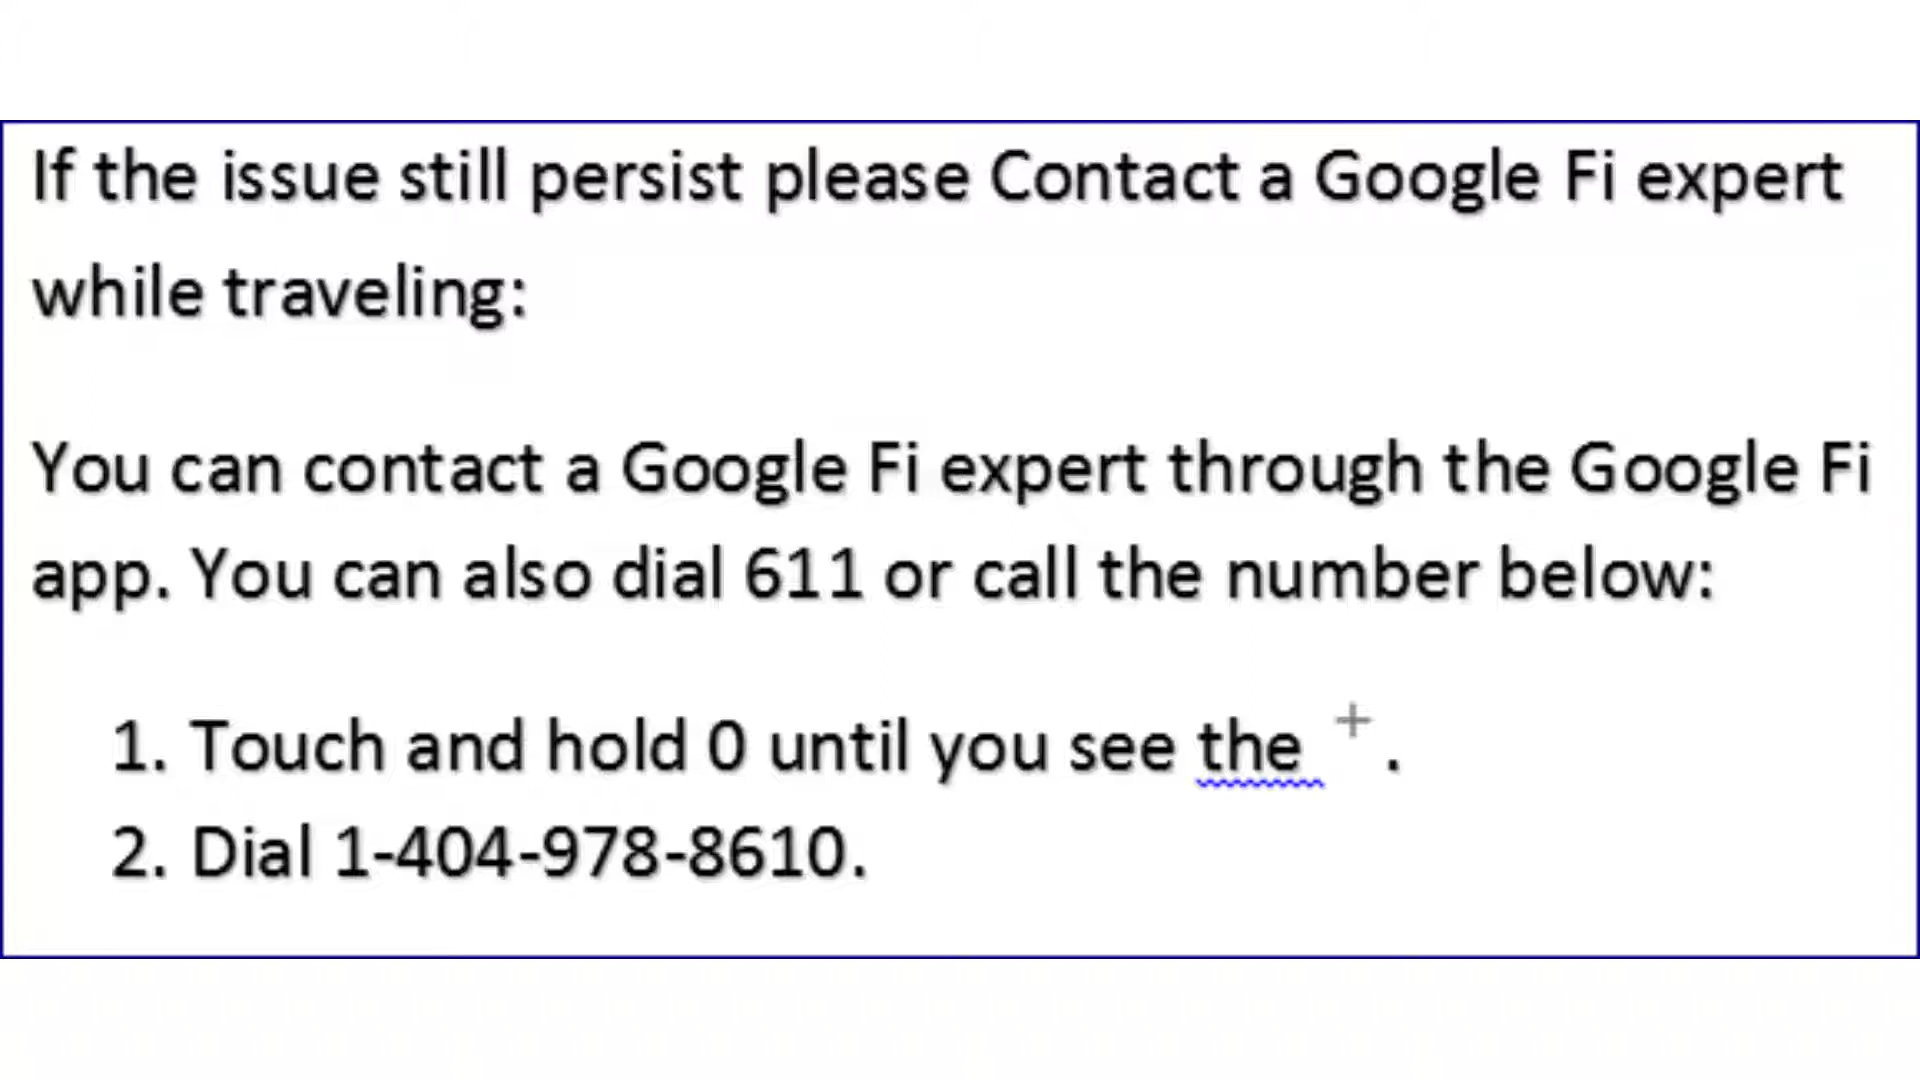 If the issue still persist please Contact a Google Fi expert
while traveling:
You can contact a Google Fi expert through the Google Fi
app. You can also dial 611 or call the number below:
1. Touch and hold 0 until you see the + .
2. Dial 1-404-978-8610.